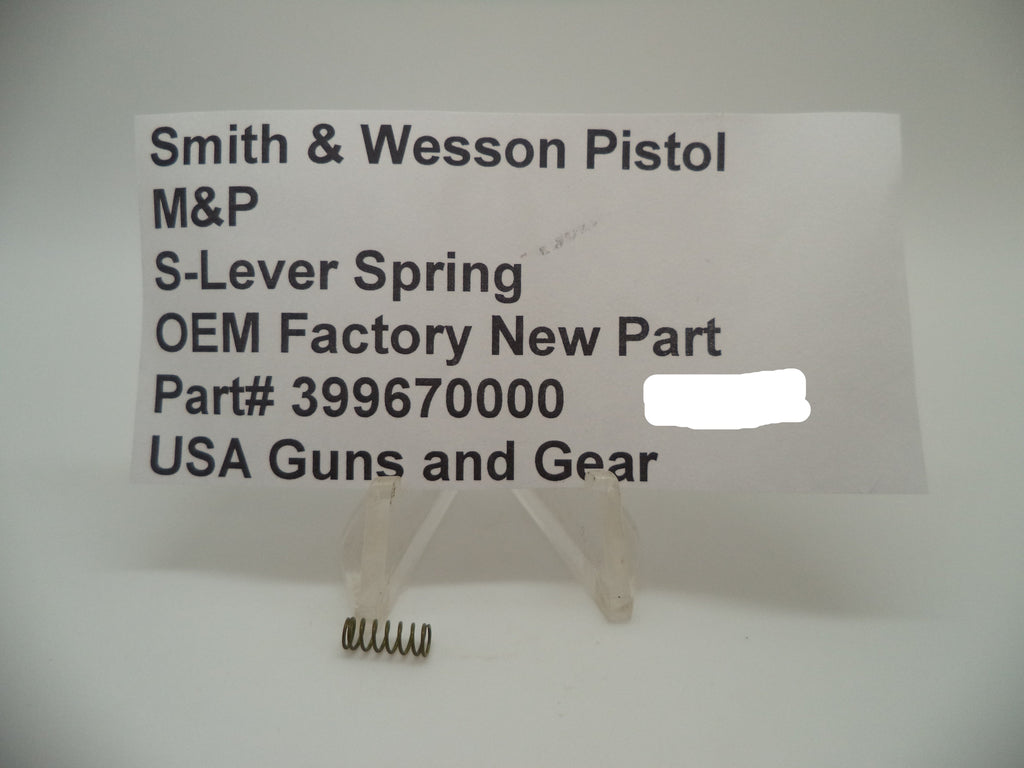 Smith & Wesson Pistol
M&P
S-Lever Spring
OEM Factory New Part
Part# 399670000
USA Guns and Gear